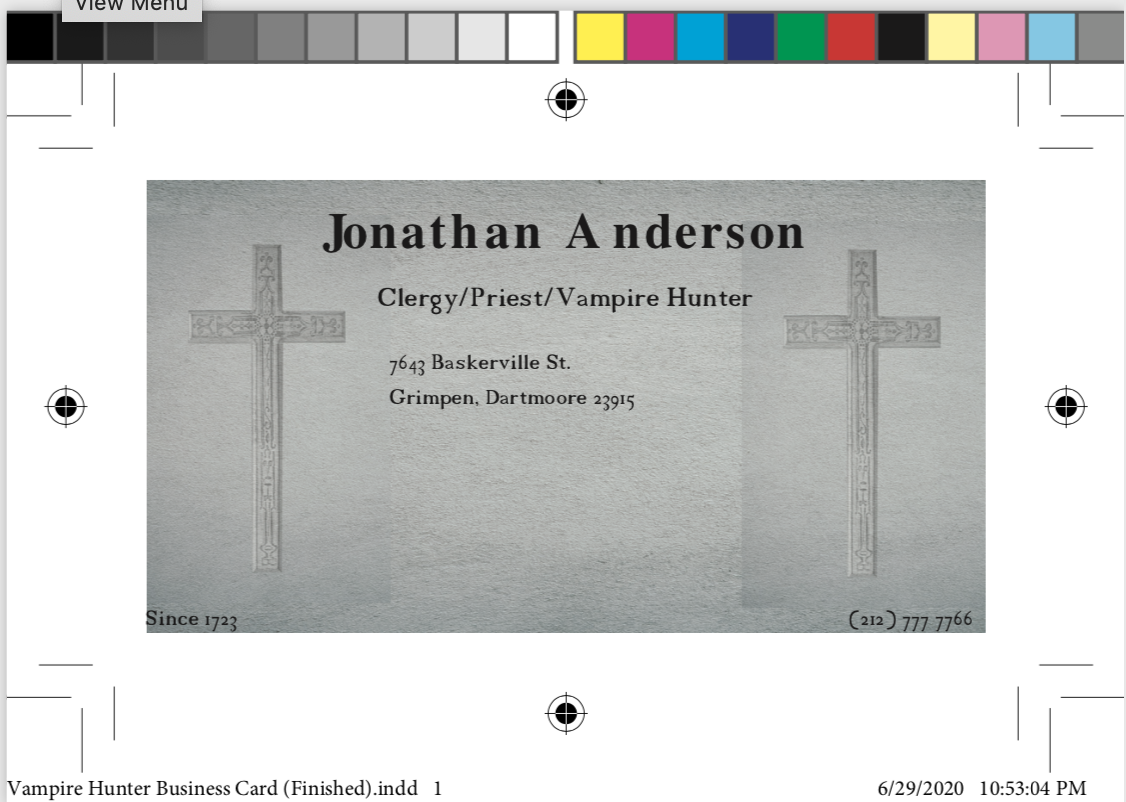 View Menu
Jonathan Anderson
Clergy/Priest/Vampire Hunter
7643 Baskerville St.
Grimpen, Dartmoore 23915
Since 1723
(212) 777 7766
Vampire Hunter Business Card (Finished).indd 1
6/29/2020 10:53:04 PM